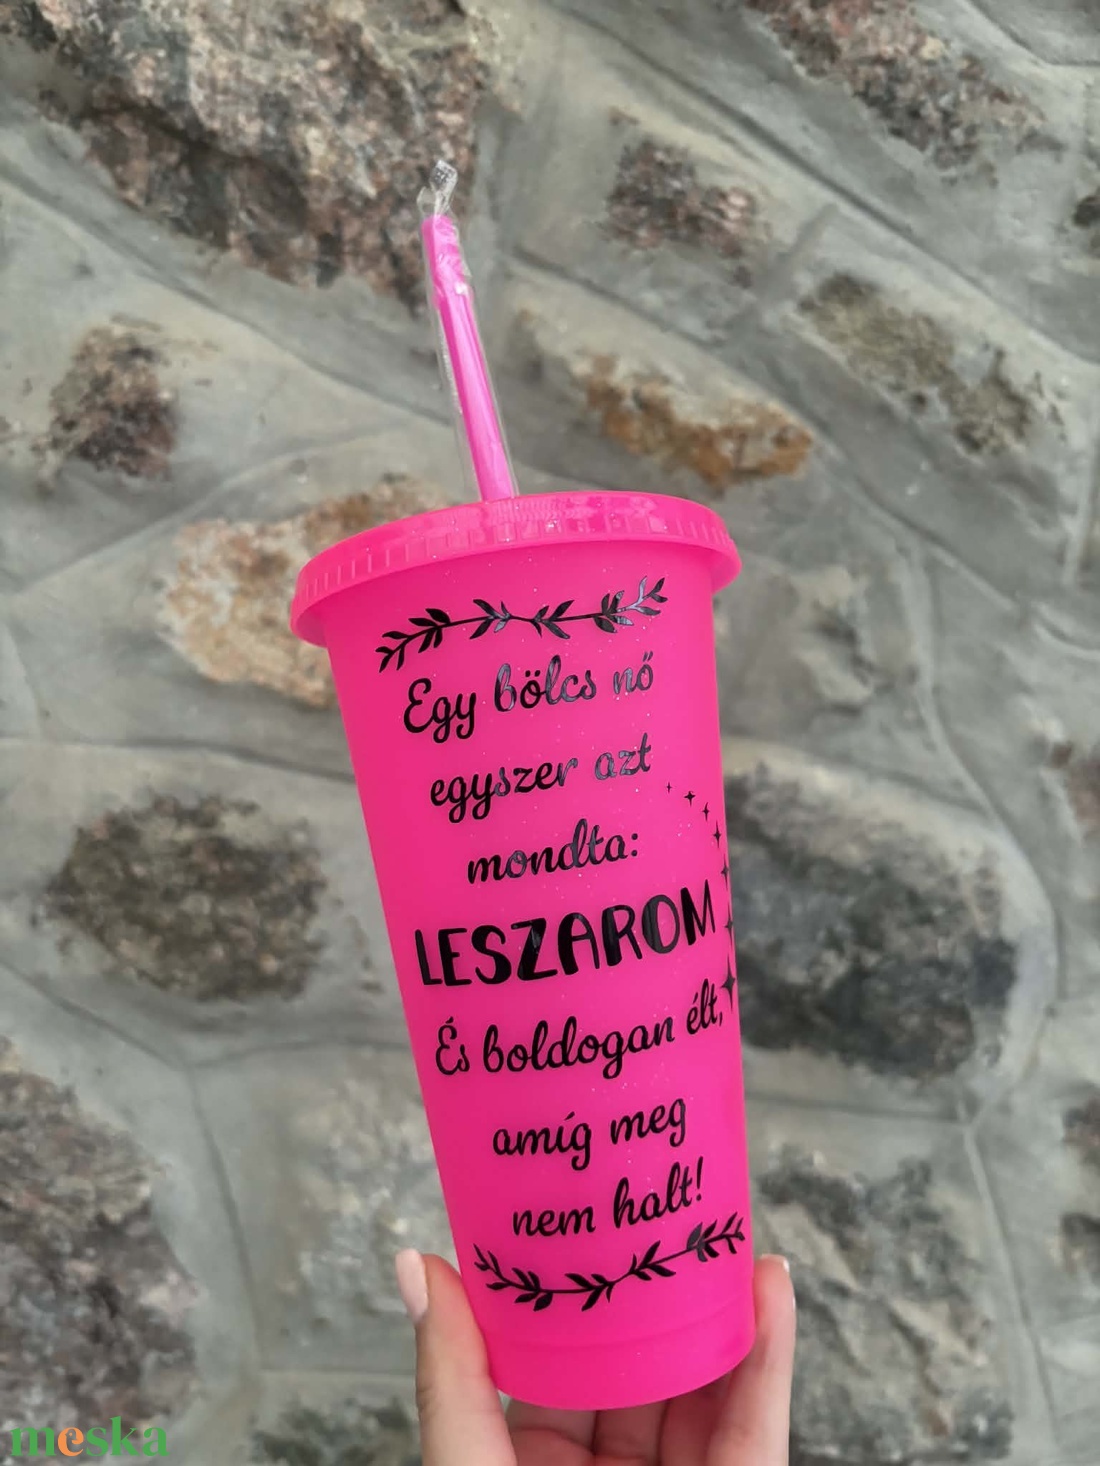 Egy bölcs nő
egyszer azt
mondta:
LESZAROM
És boldogan élt,
amíg meg
nem halt!
meska